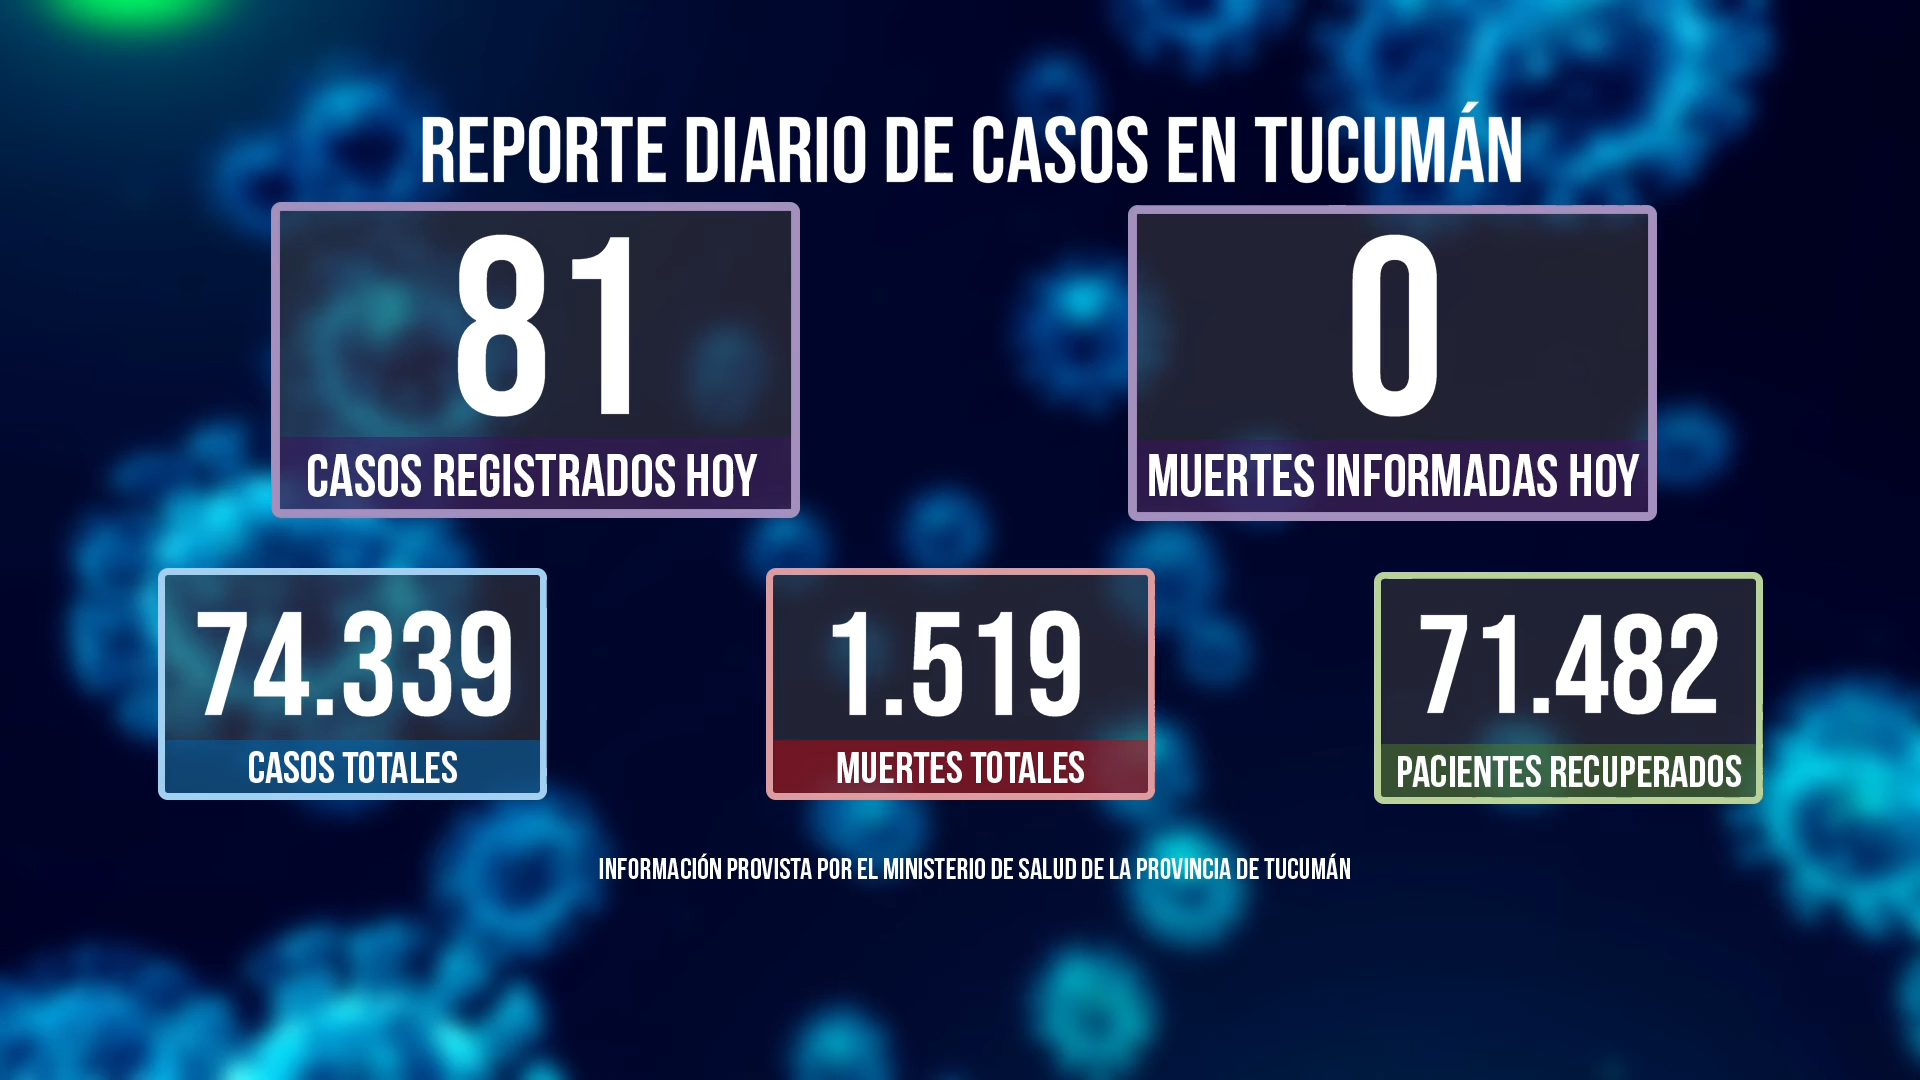 REPORTE DIARIO DE CASOS EN TUCUMÁN
81
CASOS REGISTRADOS HOY
0
MUERTES INFORMADAS HOY
74.339
CASOS TOTALES
1.519
MUERTES TOTALES
71.482
PACIENTES RECUPERADOS
INFORMACIÓN PROVISTA POR EL MINISTERIO DE SALUD DE LA PROVINCIA DE TUCUMÁN